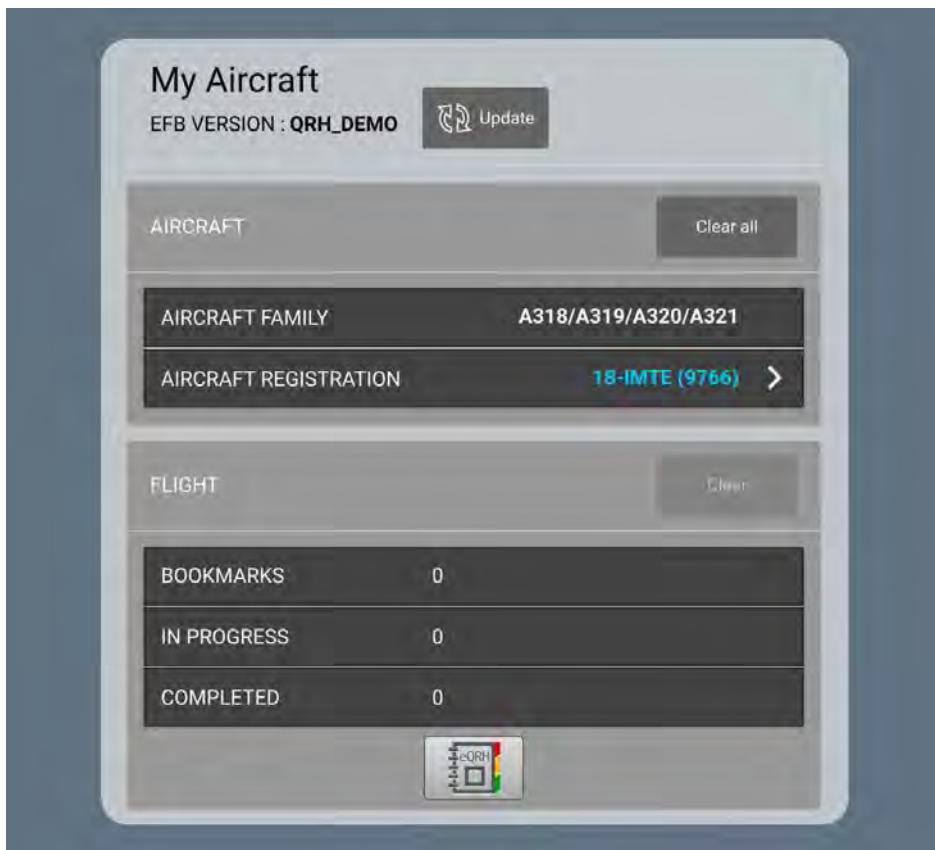 My Aircraft
EFB VERSION : QRH_DEMO
Update
AIRCRAFT
Clear all
AIRCRAFT FAMILY A318/A319/A320/A321
AIRCRAFT REGISTRATION 18-IMTE (9766)
FLIGHT
Clear
BOOKMARKS 0
IN PROGRESS 0
COMPLETED 0
eQRH